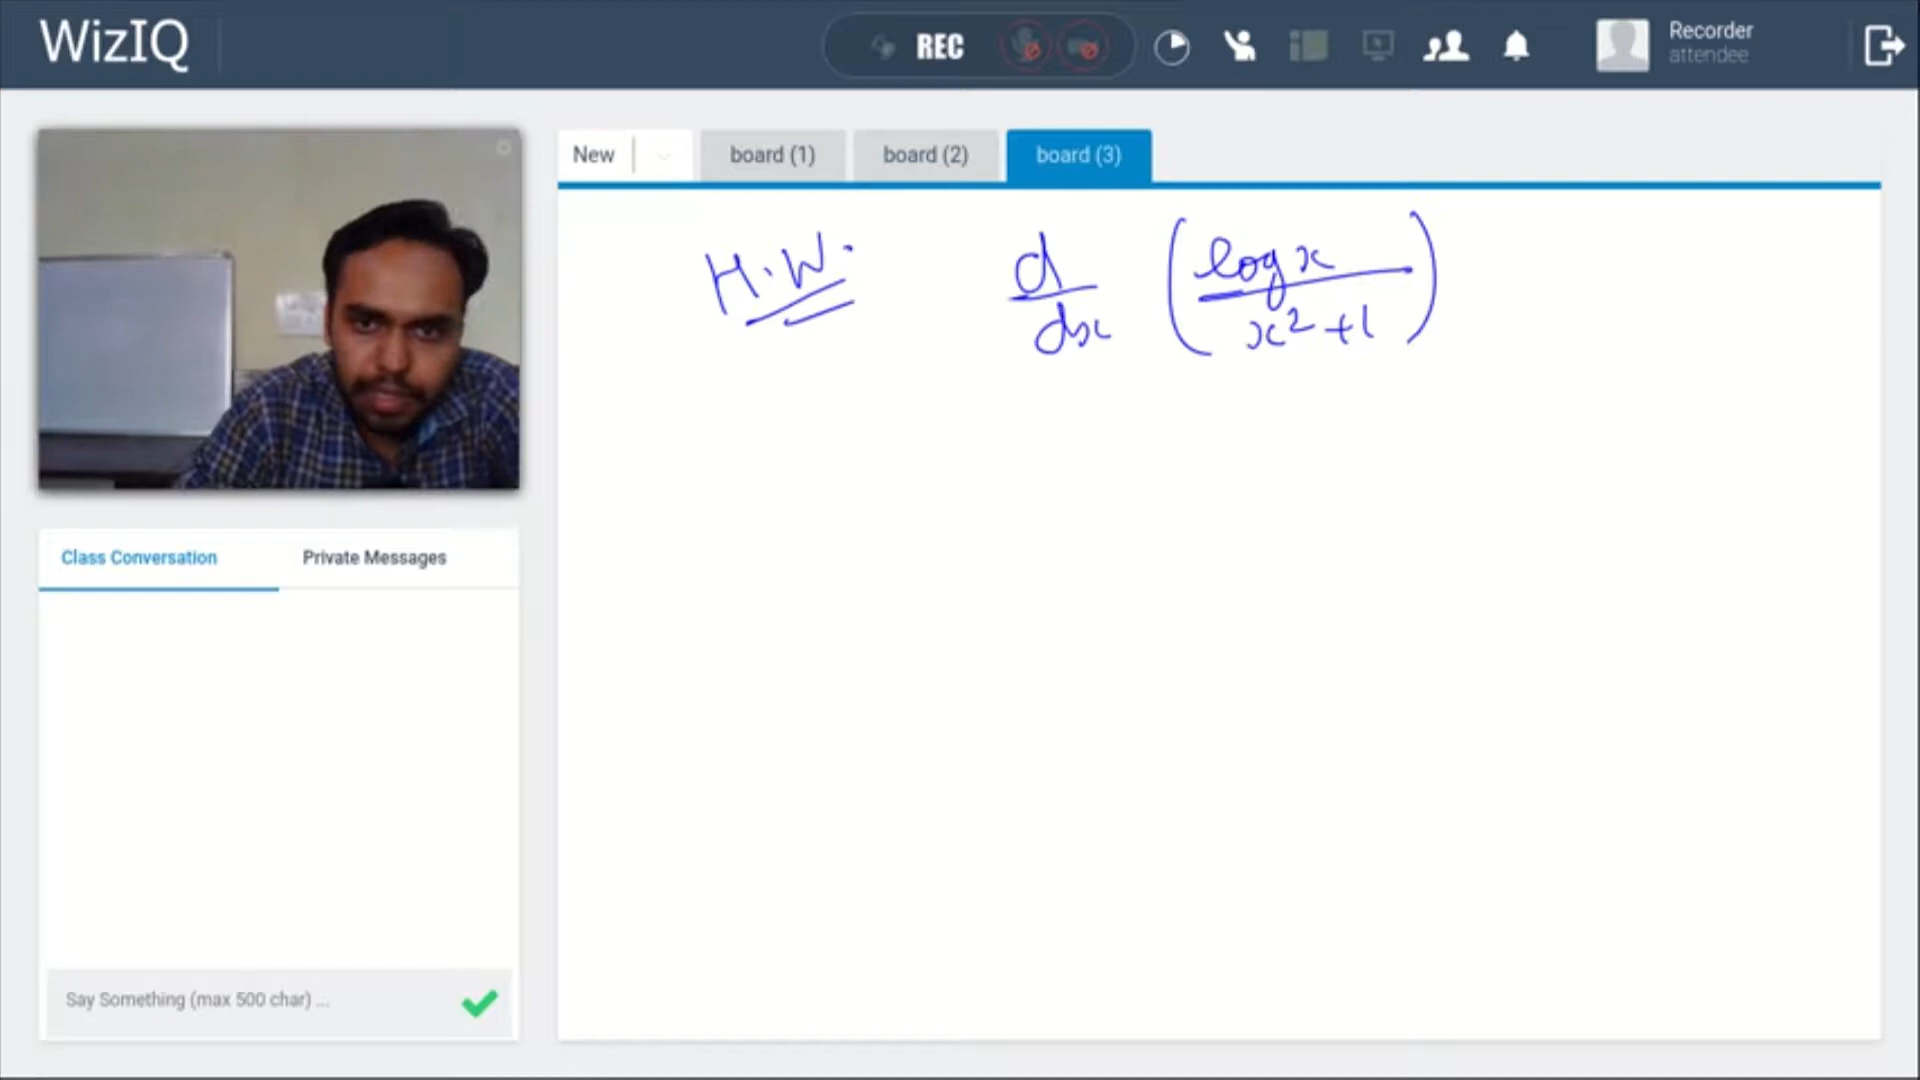 WizIQ
REC
Recorder
attendee
New
board (1)
board (2)
board (3)
H.W.
d/dx (log x / x²+1)
Class Conversation
Private Messages
Say Something (max 500 char) ...